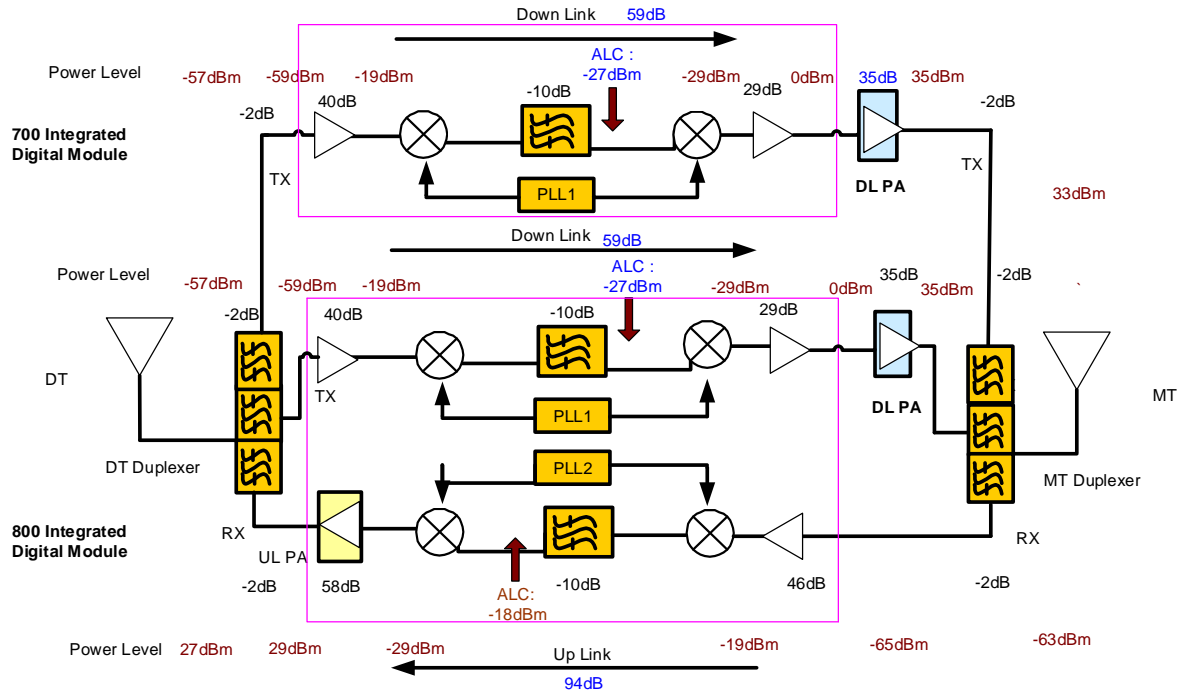 Down Link 59dB
Power Level -57dBm -59dBm -19dBm ALC : -27dBm -29dBm 0dBm 35dB 35dBm
40dB -10dB 29dB
-2dB -2dB
700 Integrated
Digital Module
TX PLL1 DL PA TX
33dBm
Down Link 59dB
Power Level -57dBm -59dBm -19dBm ALC : -27dBm -29dBm 0dBm 35dB 35dBm -2dB
-2dB 40dB -10dB 29dB
DT TX MT
PLL1 DL PA
DT Duplexer PLL2 MT Duplexer
800 Integrated
Digital Module
RX UL PA RX
-2dB 58dB ALC: -18dBm -10dB 46dB -2dB
Power Level 27dBm 29dBm -29dBm Up Link -19dBm -65dBm -63dBm
94dB